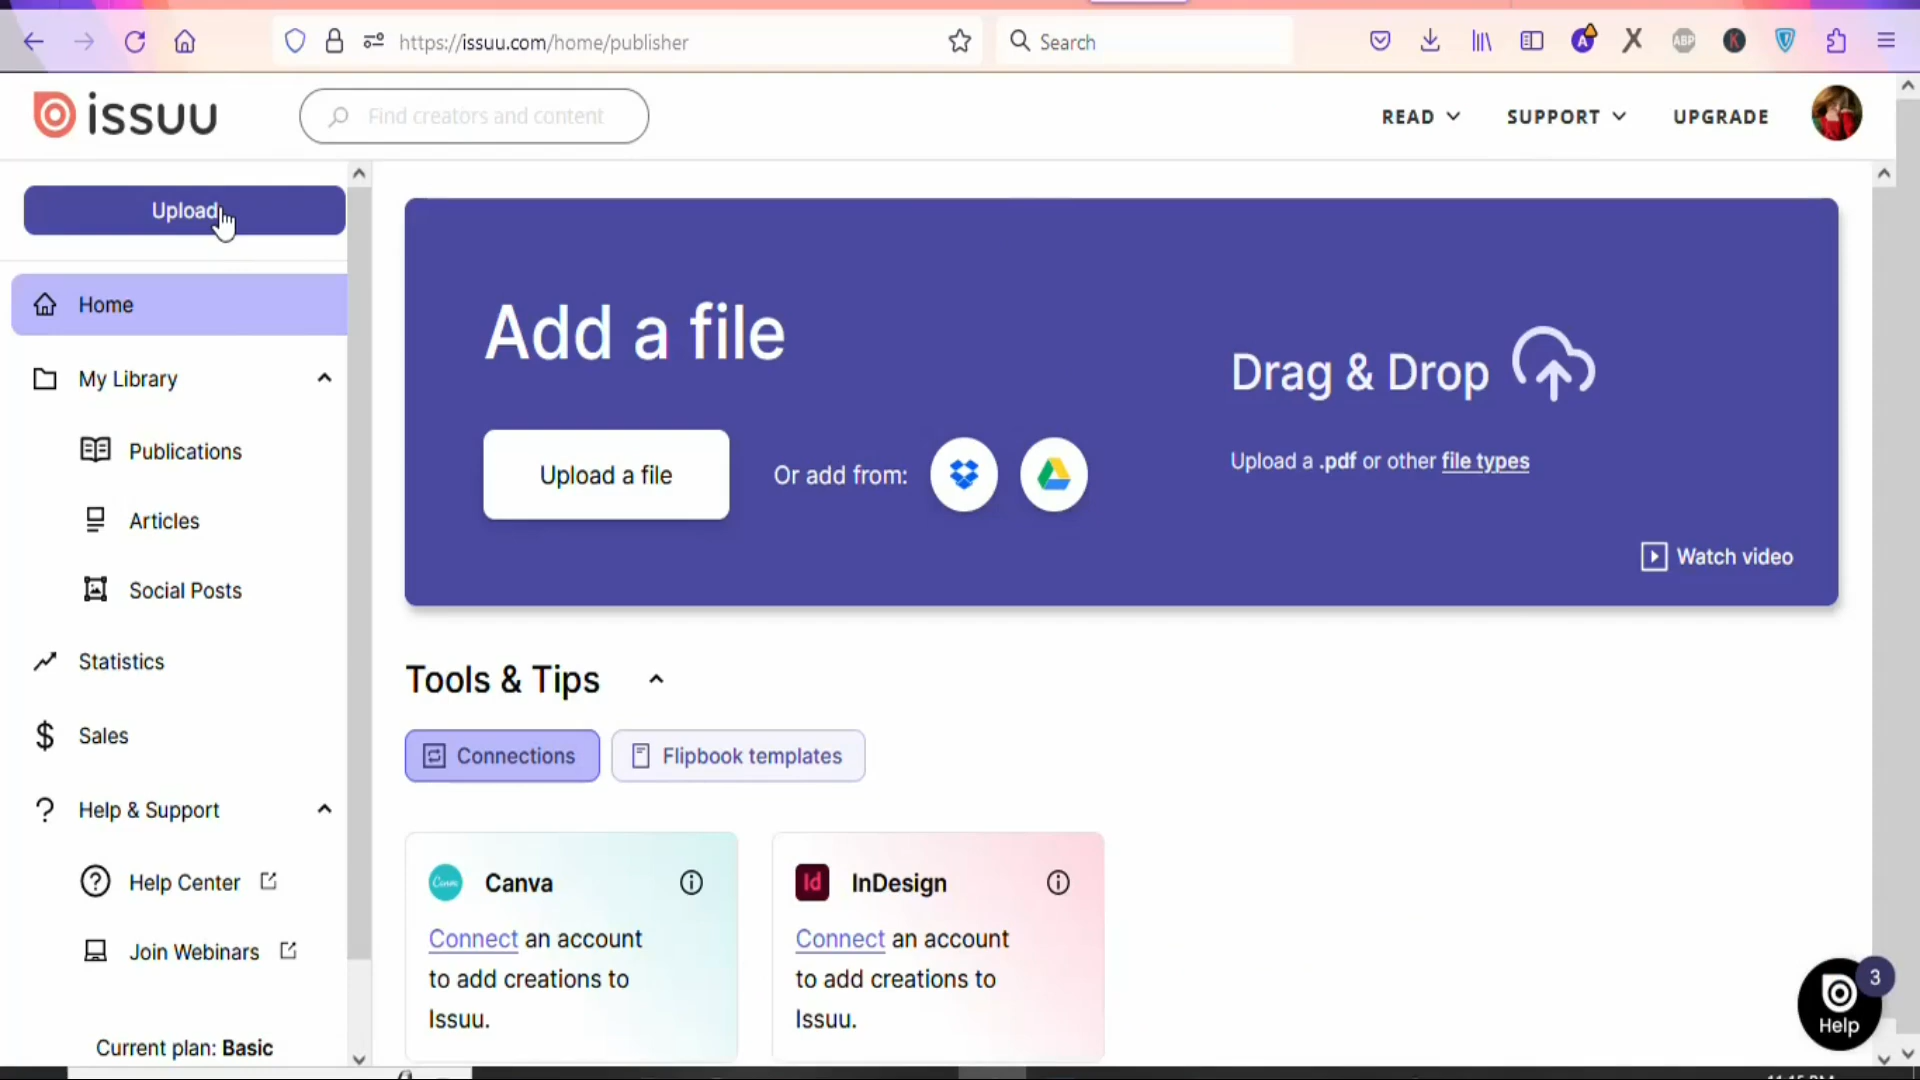 https://issuu.com/home/publisher
Search
ABP
issuu
Find creators and content
READ
SUPPORT
UPGRADE
Upload
Home
My Library
Publications
Articles
Social Posts
Statistics
Sales
Help & Support
Help Center
Join Webinars
Current plan: Basic
Add a file
Upload a file
Or add from:
Drag & Drop
Upload a .pdf or other file types
Watch video
Tools & Tips
Connections
Flipbook templates
Canva
Canva
Connect an account
to add creations to
Issuu.
Id
InDesign
Connect an account
to add creations to
Issuu.
3
Help